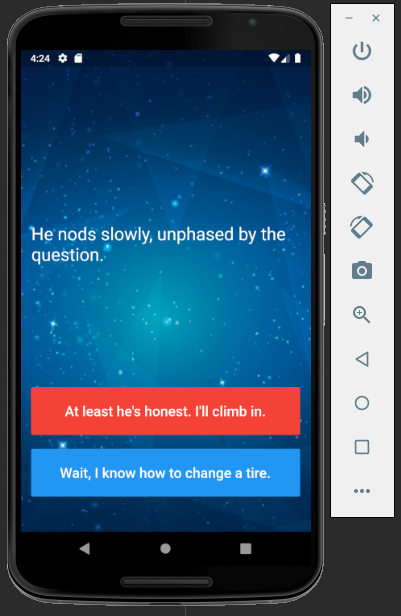 4:24
He nods slowly, unphased by the
question.
At least he's honest. I'll climb in.
Wait, I know how to change a tire.